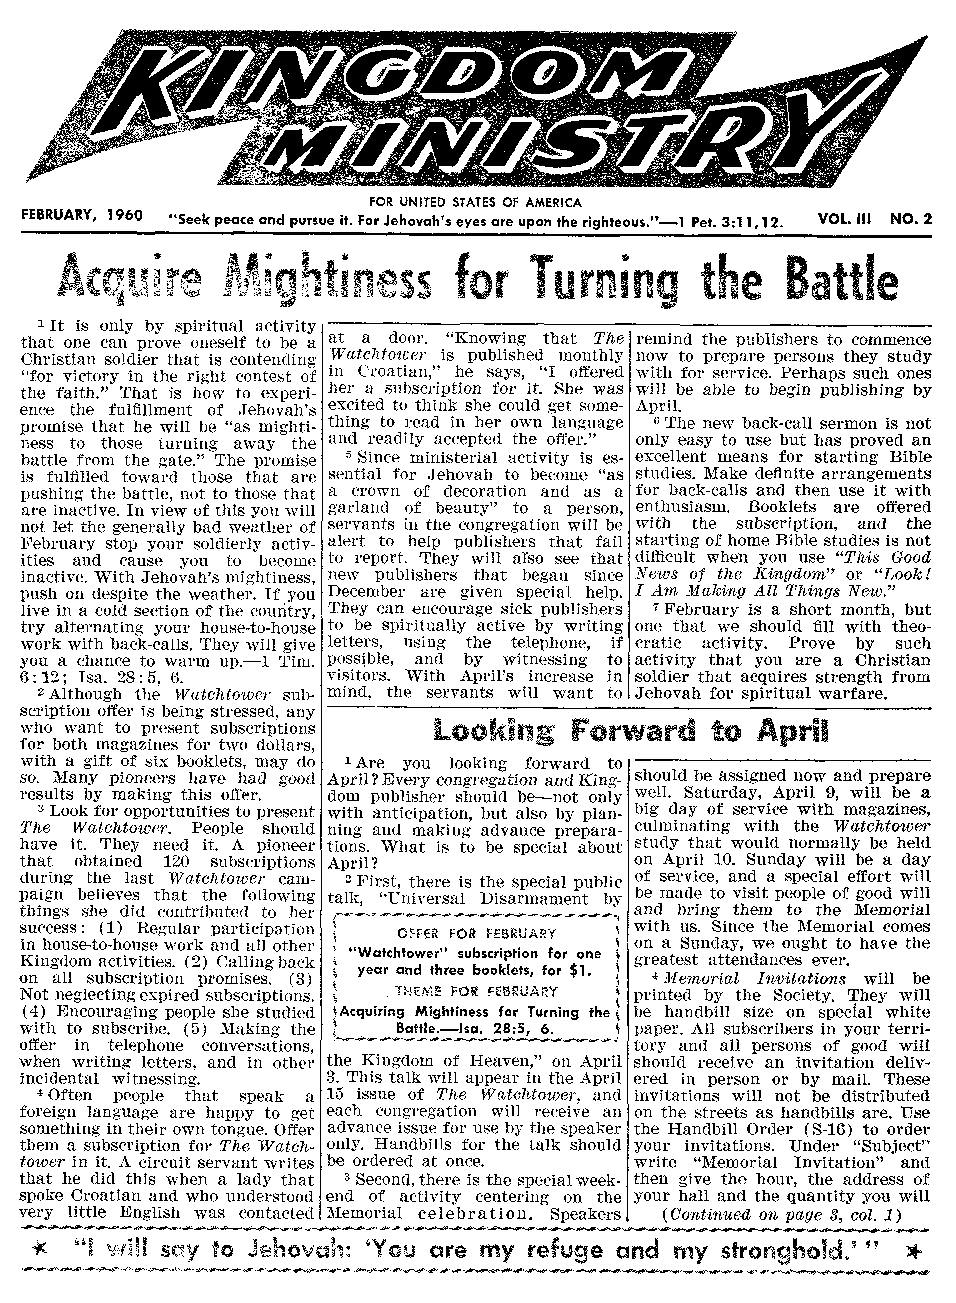 KINGDOM
MINISTRY
FOR UNITED STATES OF AMERICA
FEBRUARY, 1960 "Seek peace and pursue it. For Jehovah's eyes are upon the righteous."—1 Pet. 3:11, 12. VOL. III NO. 2
Acquire Mightiness for Turning the Battle
1 It is only by spiritual activity
that one can prove oneself to be a
Christian soldier that is contending
"for victory in the right contest of
the faith." That is how to experi-
ence the fulfillment of Jehovah's
promise that he will be "as mighti-
ness to those turning away the
battle from the gate." The promise
is fulfilled toward those that are
pushing the battle, not to those that
are inactive. In view of this you will
not let the generally bad weather of
February stop your soldierly activ-
ities and cause you to become
inactive. With Jehovah's mightiness,
push on despite the weather. If you
live in a cold section of the country,
try alternating your house-to-house
work with back-calls. They will give
you a chance to warm up.—1 Tim.
6:12; Isa. 28:5, 6.
2 Although the Watchtower sub-
scription offer is being stressed, any
who want to present subscriptions
for both magazines for two dollars,
with a gift of six booklets, may do
so. Many pioneers have had good
results by making this offer.
3 Look for opportunities to present
The Watchtower. People should
have it. They need it. A pioneer
that obtained 120 subscriptions
during the last Watchtower cam-
paign believes that the following
things she did contributed to her
success: (1) Regular participation
in house-to-house work and all other
Kingdom activities. (2) Calling back
on all subscription promises. (3)
Not neglecting expired subscriptions.
(4) Encouraging people she studied
with to subscribe. (5) Making the
offer in telephone conversations,
when writing letters, and in other
incidental witnessing.
4 Often people that speak a
foreign language are happy to get
something in their own tongue. Offer
them a subscription for The Watch-
tower in it. A circuit servant writes
that he did this when a lady that
spoke Croatian and who understood
very little English was contacted
at a door. "Knowing that The
Watchtower is published monthly
in Croatian," he says, "I offered
her a subscription for it. She was
excited to think she could get some-
thing to read in her own language
and readily accepted the offer."
5 Since ministerial activity is es-
sential for Jehovah to become "as
a crown of decoration and as a
garland of beauty" to a person,
servants in the congregation will be
alert to help publishers that fail
to report. They will also see that
new publishers that began since
December are given special help.
They can encourage sick publishers
to be spiritually active by writing
letters, using the telephone, if
possible, and by witnessing to
visitors. With April's increase in
mind, the servants will want to
remind the publishers to commence
now to prepare persons they study
with for service. Perhaps such ones
will be able to begin publishing by
April.
6 The new back-call sermon is not
only easy to use but has proved an
excellent means for starting Bible
studies. Make definite arrangements
for back-calls and then use it with
enthusiasm. Booklets are offered
with the subscription, and the
starting of home Bible studies is not
difficult when you use "This Good
News of the Kingdom" or "Look!
I Am Making All Things New."
7 February is a short month, but
one that we should fill with theo-
cratic activity. Prove by such
activity that you are a Christian
soldier that acquires strength from
Jehovah for spiritual warfare.
Looking Forward to April
1 Are you looking forward to
April? Every congregation and King-
dom publisher should be—not only
with anticipation, but also by plan-
ning and making advance prepara-
tions. What is to be special about
April?
2 First, there is the special public
talk, "Universal Disarmament by
OFFER FOR FEBRUARY
"Watchtower" subscription for one
year and three booklets, for $1.
THEME FOR FEBRUARY
Acquiring Mightiness for Turning the
Battle.—Isa. 28:5, 6.
the Kingdom of Heaven," on April
3. This talk will appear in the April
15 issue of The Watchtower, and
each congregation will receive an
advance issue for use by the speaker
only. Handbills for the talk should
be ordered at once.
3 Second, there is the special week-
end of activity centering on the
Memorial celebration. Speakers
should be assigned now and prepare
well. Saturday, April 9, will be a
big day of service with magazines,
culminating with the Watchtower
study that would normally be held
on April 10. Sunday will be a day
of service, and a special effort will
be made to visit people of good will
and bring them to the Memorial
with us. Since the Memorial comes
on a Sunday, we ought to have the
greatest attendances ever.
4 Memorial Invitations will be
printed by the Society. They will
be handbill size on special white
paper. All subscribers in your terri-
tory and all persons of good will
should receive an invitation deliv-
ered in person or by mail. These
invitations will not be distributed
on the streets as handbills are. Use
the Handbill Order (S-16) to order
your invitations. Under "Subject"
write "Memorial Invitation" and
then give the hour, the address of
your hall and the quantity you will
(Continued on page 3, col. 1)
★ "I will say to Jehovah: 'You are my refuge and my stronghold.'" ★